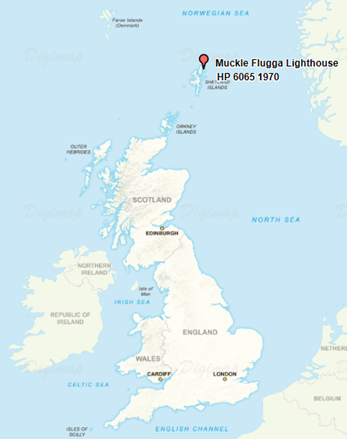 NORWEGIAN SEA
Faroe Islands
(Denmark)
Muckle Flugga Lighthouse
HP 6065 1970
SHETLAND
ISLANDS
ORKNEY
ISLANDS
OUTER
HEBRIDES
SCOTLAND
Digimap
NORTH SEA
EDINBURGH
NORTHERN
IRELAND
Isle of
Man
IRISH SEA
REPUBLIC OF
IRELAND
ENGLAND
WALES
CARDIFF
LONDON
NETHE
BELGIUM
CELTIC SEA
ISLES OF
SCILLY
ENGLISH CHANNEL